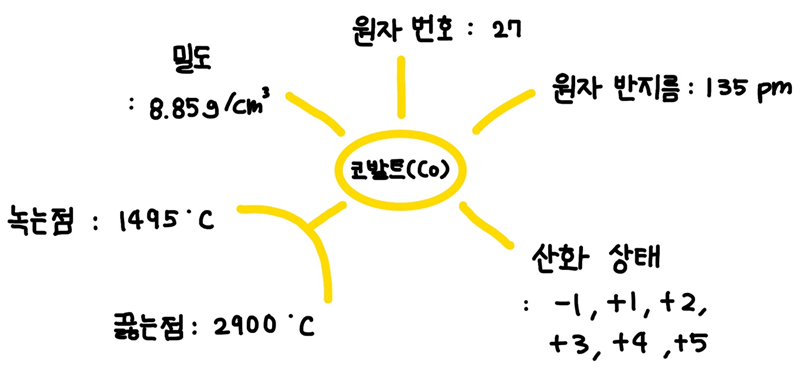 원자 번호 : 27
밀도
: 8.85g/cm³
원자 반지름 : 135 pm
코발트(Co)
녹는점 : 1495°C
산화 상태
: -1, +1, +2,
+3, +4, +5
끓는점 : 2900°C